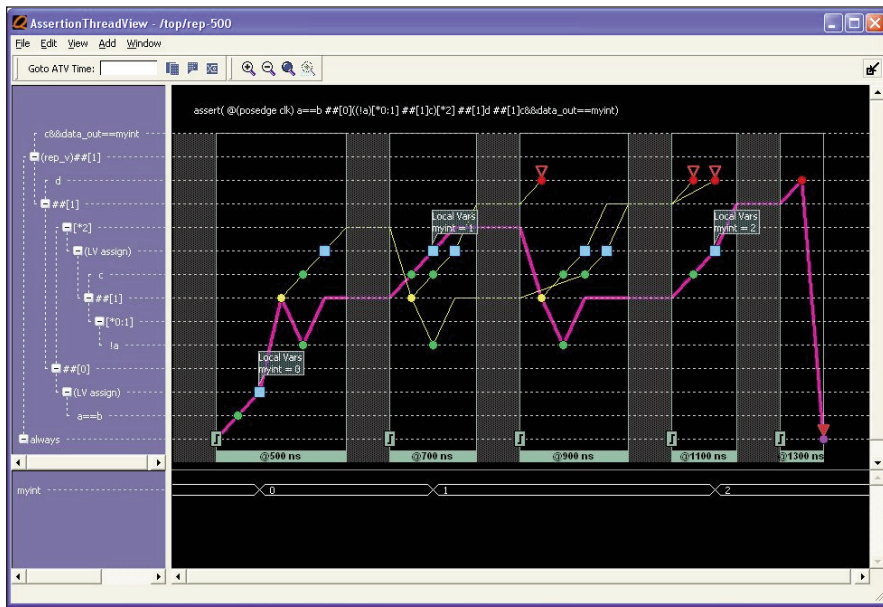 AssertionThreadView - /top/rep-500
File Edit View Add Window
Goto ATV Time:
assert( @(posedge clk) a==b ##[0]((!a)[*0:1] ##[1]c)[*2] ##[1]d ##[1]c&&data_out==myint)
c&&data_out==myint
(rep_v)##[1]
d
##[1]
[*2]
(LV assign)
c
##[1]
[*0:1]
!a
##[0]
(LV assign)
a==b
always
Local Vars
myint = 0
Local Vars
myint = 1
Local Vars
myint = 2
@500 ns
@700 ns
@900 ns
@1100 ns
@1300 ns
myint
0
1
2